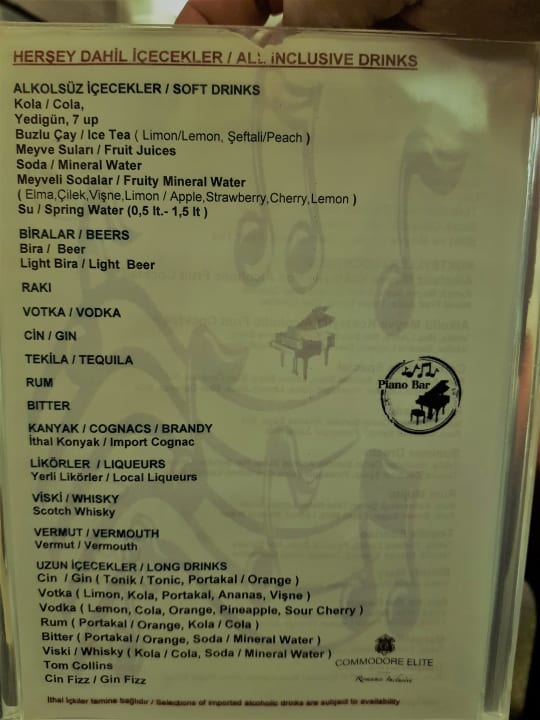 HERŞEY DAHİL İÇECEKLER / ALL INCLUSIVE DRINKS
ALKOLSÜZ İÇECEKLER / SOFT DRINKS
Kola / Cola,
Yedigün, 7 up
Buzlu Çay / Ice Tea ( Limon/Lemon, Şeftali/Peach )
Meyve Suları / Fruit Juices
Soda / Mineral Water
Meyveli Sodalar / Fruity Mineral Water
( Elma,Çilek,Vişne,Limon / Apple,Strawberry,Cherry,Lemon )
Su / Spring Water (0,5 lt.- 1,5 lt )
BİRALAR / BEERS
Bira / Beer
Light Bira / Light Beer
RAKI
VOTKA / VODKA
CİN / GIN
TEKİLA / TEQUILA
RUM
BITTER
Piano Bar
KANYAK / COGNACS / BRANDY
İthal Konyak / Import Cognac
LİKÖRLER / LIQUEURS
Yerli Likörler / Local Liqueurs
VİSKİ / WHISKY
Scotch Whisky
VERMUT / VERMOUTH
Vermut / Vermouth
UZUN İÇECEKLER / LONG DRINKS
Cin / Gin ( Tonik / Tonic, Portakal / Orange )
Votka ( Limon, Kola, Portakal, Ananas, Vişne )
Vodka ( Lemon, Cola, Orange, Pineapple, Sour Cherry )
Rum ( Portakal / Orange, Kola / Cola )
Bitter ( Portakal / Orange, Soda / Mineral Water )
Viski / Whisky ( Kola / Cola, Soda / Mineral Water )
Tom Collins
Cin Fizz / Gin Fizz
COMMODORE ELITE
Romance Inclusive
İthal İçkiler temine bağlıdır / Selections of imported alcoholic drinks are subject to availability